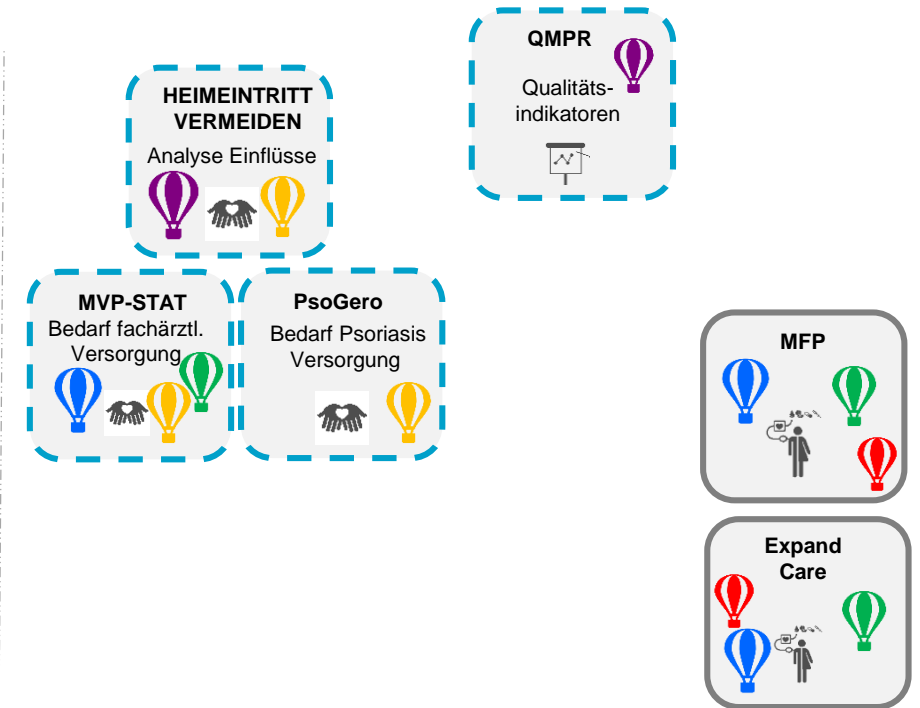 QMPR
Qualitäts-
indikatoren
HEIMEINTRITT
VERMEIDEN
Analyse Einflüsse
MVP-STAT
Bedarf fachärztl.
Versorgung
PsoGero
Bedarf Psoriasis
Versorgung
MFP
Expand
Care